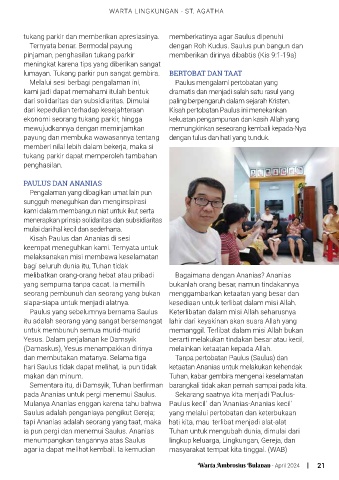 WARTA LINGKUNGAN - ST. AGATHA
tukang parkir dan memberikan apresiasinya.
Ternyata benar. Bermodal payung
pinjaman, penghasilan tukang parkir
meningkat karena tips yang diberikan sangat
lumayan. Tukang parkir pun sangat gembira.
Melalui sesi berbagi pengalaman ini,
kami jadi dapat memahami itulah bentuk
dari solidaritas dan subsidiaritas. Dimulai
dari kepedulian terhadap kesejahteraan
ekonomi seorang tukang parkir, hingga
mewujudkannya dengan meminjamkan
payung dan membuka wawasannya tentang
memberi nilai lebih dalam bekerja, maka si
tukang parkir dapat memperoleh tambahan
penghasilan.
PAULUS DAN ANANIAS
Pengalaman yang dibagikan umat lain pun
sungguh meneguhkan dan menginspirasi
kami dalam membangun niat untuk ikut serta
menerapkan prinsip solidaritas dan subsidiaritas
mulai dari hal kecil dan sederhana.
Kisah Paulus dan Ananias di sesi
keempat meneguhkan kami. Ternyata untuk
melaksanakan misi membawa keselamatan
bagi seluruh dunia itu, Tuhan tidak
melibatkan orang-orang hebat atau pribadi
yang sempurna tanpa cacat. Ia memilih
seorang pembunuh dan seorang yang bukan
siapa-siapa untuk menjadi alatnya.
Paulus yang sebelumnya bernama Saulus
itu adalah seorang yang sangat bersemangat
untuk membunuh semua murid-murid
Yesus. Dalam perjalanan ke Damsyik
(Damaskus), Yesus menampakkan dirinya
dan membutakan matanya. Selama tiga
hari Saulus tidak dapat melihat, ia pun tidak
makan dan minum.
Sementara itu, di Damsyik, Tuhan berfirman
pada Ananias untuk pergi menemui Saulus.
Mulanya Ananias enggan karena tahu bahwa
Saulus adalah penganiaya pengikut Gereja;
tapi Ananias adalah seorang yang taat, maka
ia pun pergi dan menemui Saulus. Ananias
menumpangkan tangannya atas Saulus
agar ia dapat melihat kembali. Ia kemudian
memberkatinya agar Saulus dipenuhi
dengan Roh Kudus. Saulus pun bangun dan
memberikan dirinya dibabtis (Kis 9:1-19a)
BERTOBAT DAN TAAT
Paulus mengalami pertobatan yang
dramatis dan menjadi salah satu rasul yang
paling berpengaruh dalam sejarah Kristen.
Kisah pertobatan Paulus ini menekankan
kekuatan pengampunan dan kasih Allah yang
memungkinkan seseorang kembali kepada-Nya
dengan tulus dan hati yang tunduk.
Bagaimana dengan Ananias? Ananias
bukanlah orang besar, namun tindakannya
menggambarkan ketaatan yang besar dan
kesediaan untuk terlibat dalam misi Allah.
Keterlibatan dalam misi Allah seharusnya
lahir dari keyakinan akan suara Allah yang
memanggil. Terlibat dalam misi Allah bukan
berarti melakukan tindakan besar atau kecil,
melainkan ketaatan kepada Allah.
Tanpa pertobatan Paulus (Saulus) dan
ketaatan Ananias untuk melakukan kehendak
Tuhan, kabar gembira mengenai keselamatan
barangkali tidak akan pernah sampai pada kita.
Sekarang saatnya kita menjadi 'Paulus-
Paulus kecil' dan 'Ananias-Ananias kecil'
yang melalui pertobatan dan keterbukaan
hati kita, mau terlibat menjadi alat-alat
Tuhan untuk mengubah dunia, dimulai dari
lingkup keluarga, Lingkungan, Gereja, dan
masyarakat tempat kita tinggal. (WAB)
Warta Ambrosius Bulanan - April 2024 | 21